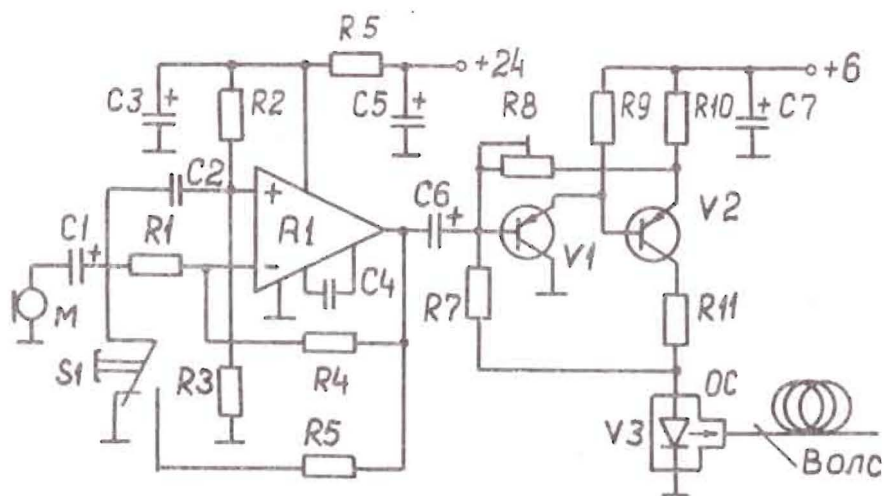 R5
+24
+6
C3
R2
C5
R8
R9
R10
C7
C2
C6
V2
C1
R1
A1
V1
C4
M
R7
R11
S1
R3
R4
OC
R5
V3
Волс